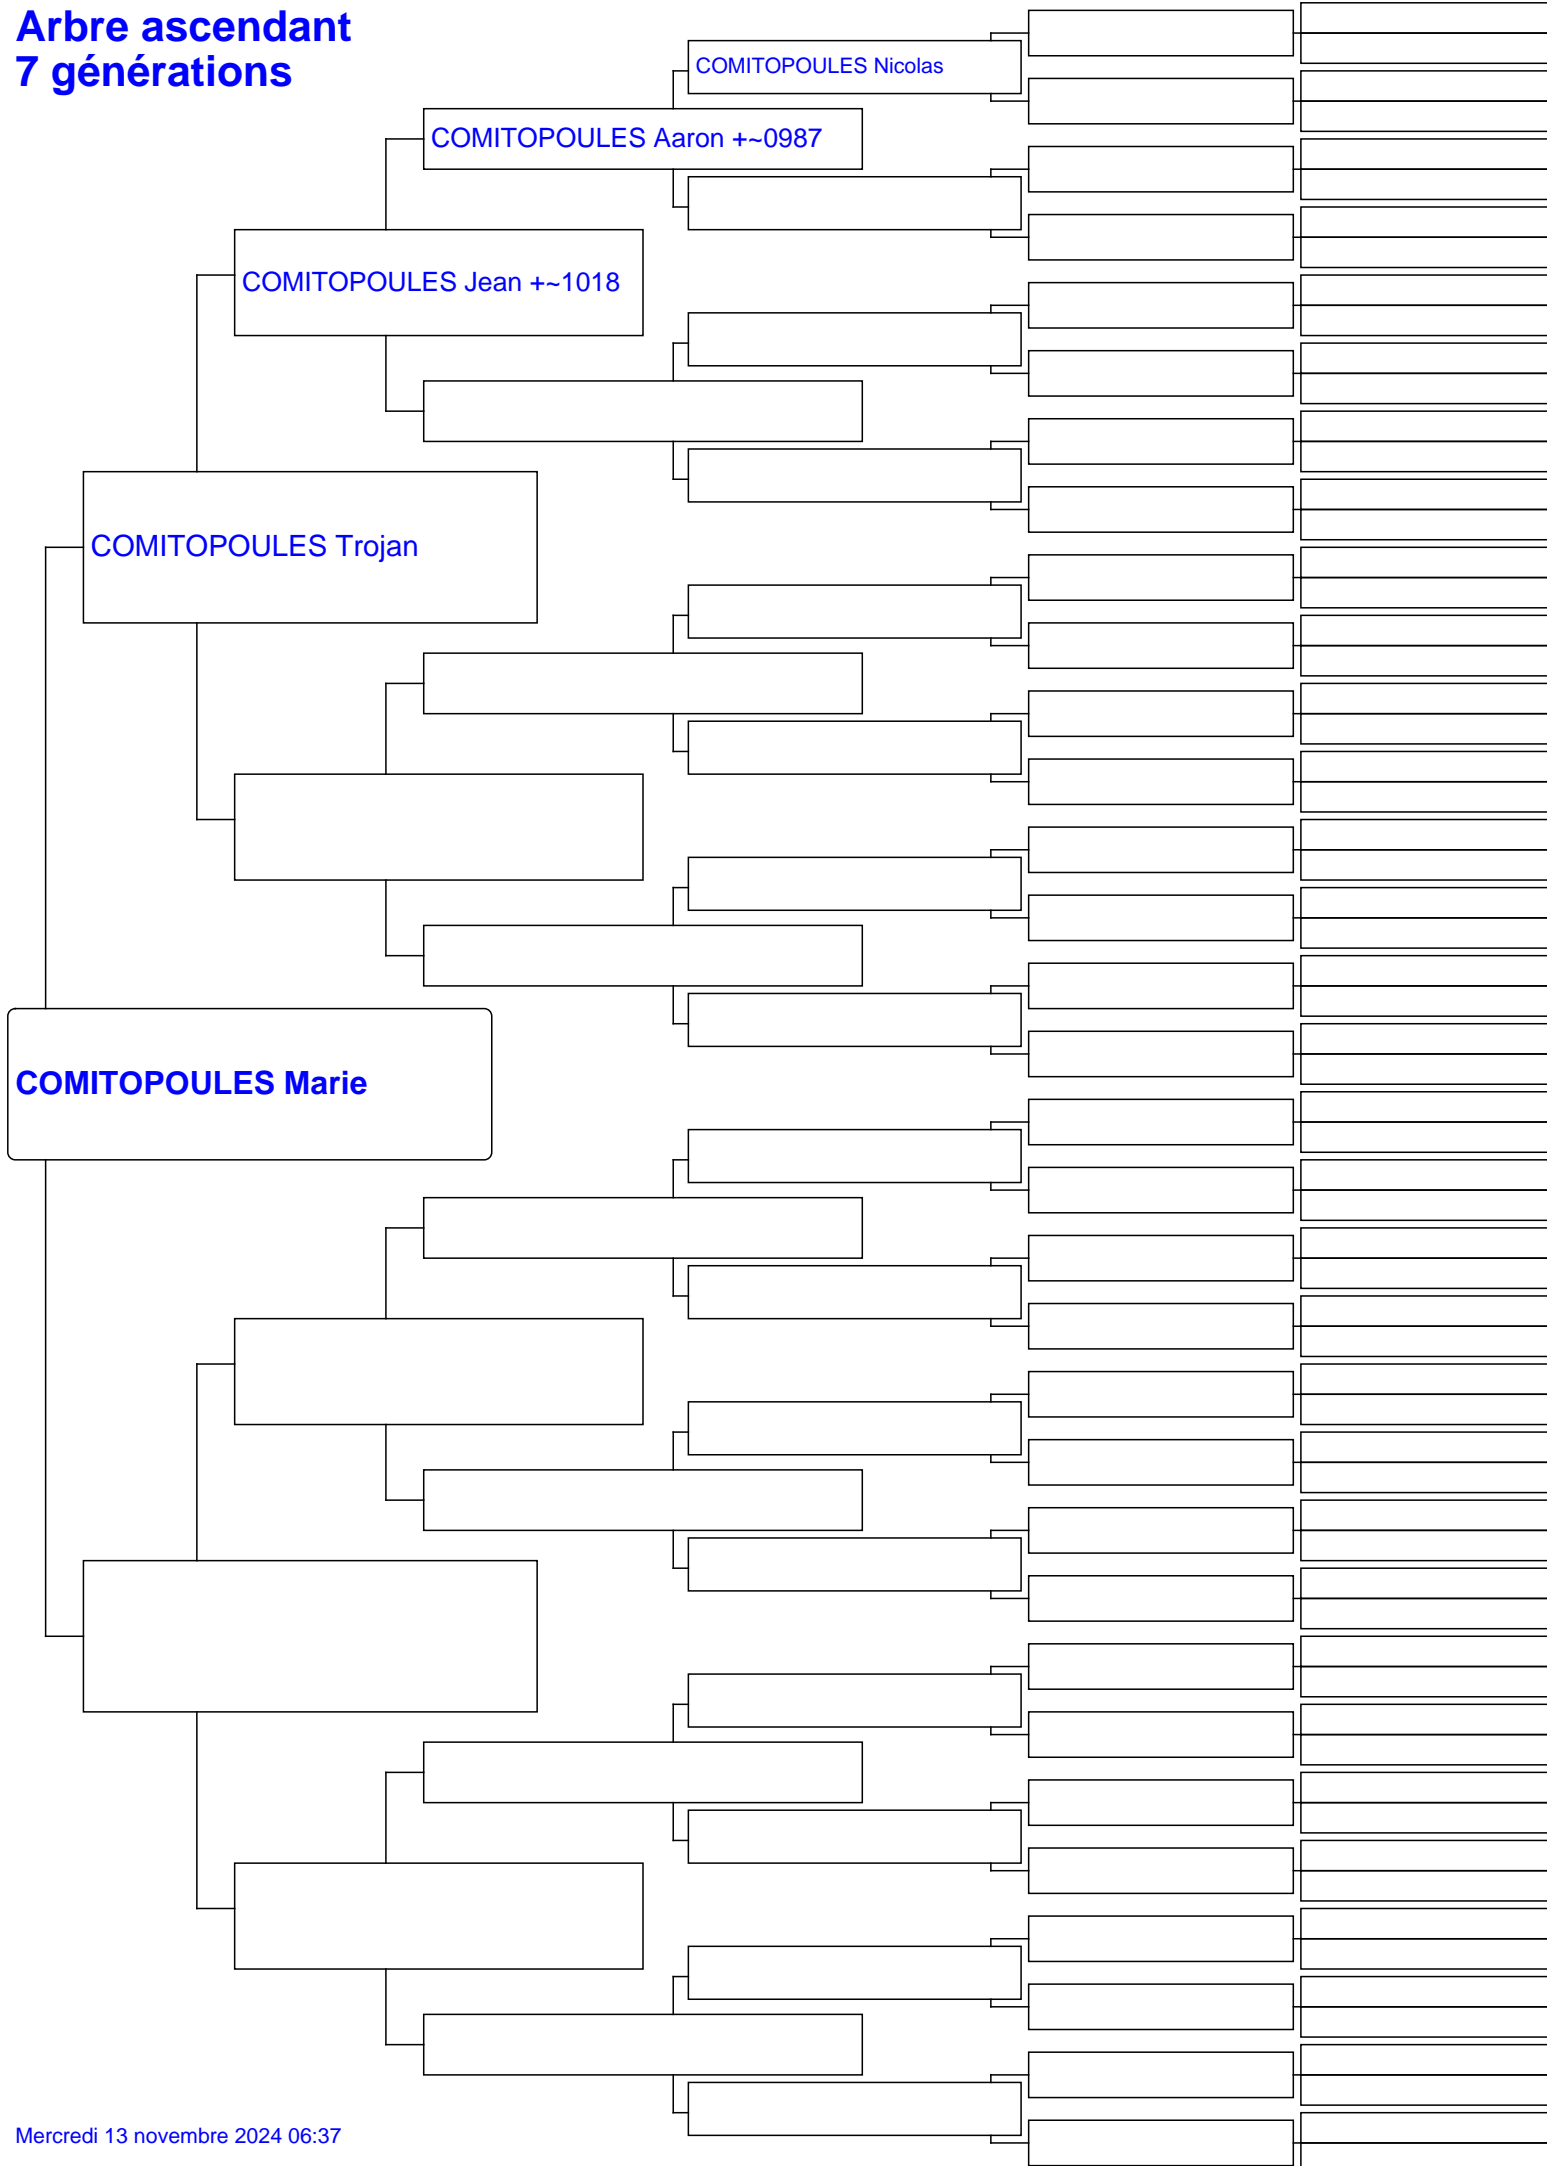 Arbre ascendant
7 générations
COMITOPOULES Nicolas
COMITOPOULES Aaron +~0987
COMITOPOULES Jean +~1018
COMITOPOULES Trojan
COMITOPOULES Marie
Mercredi 13 novembre 2024 06:37